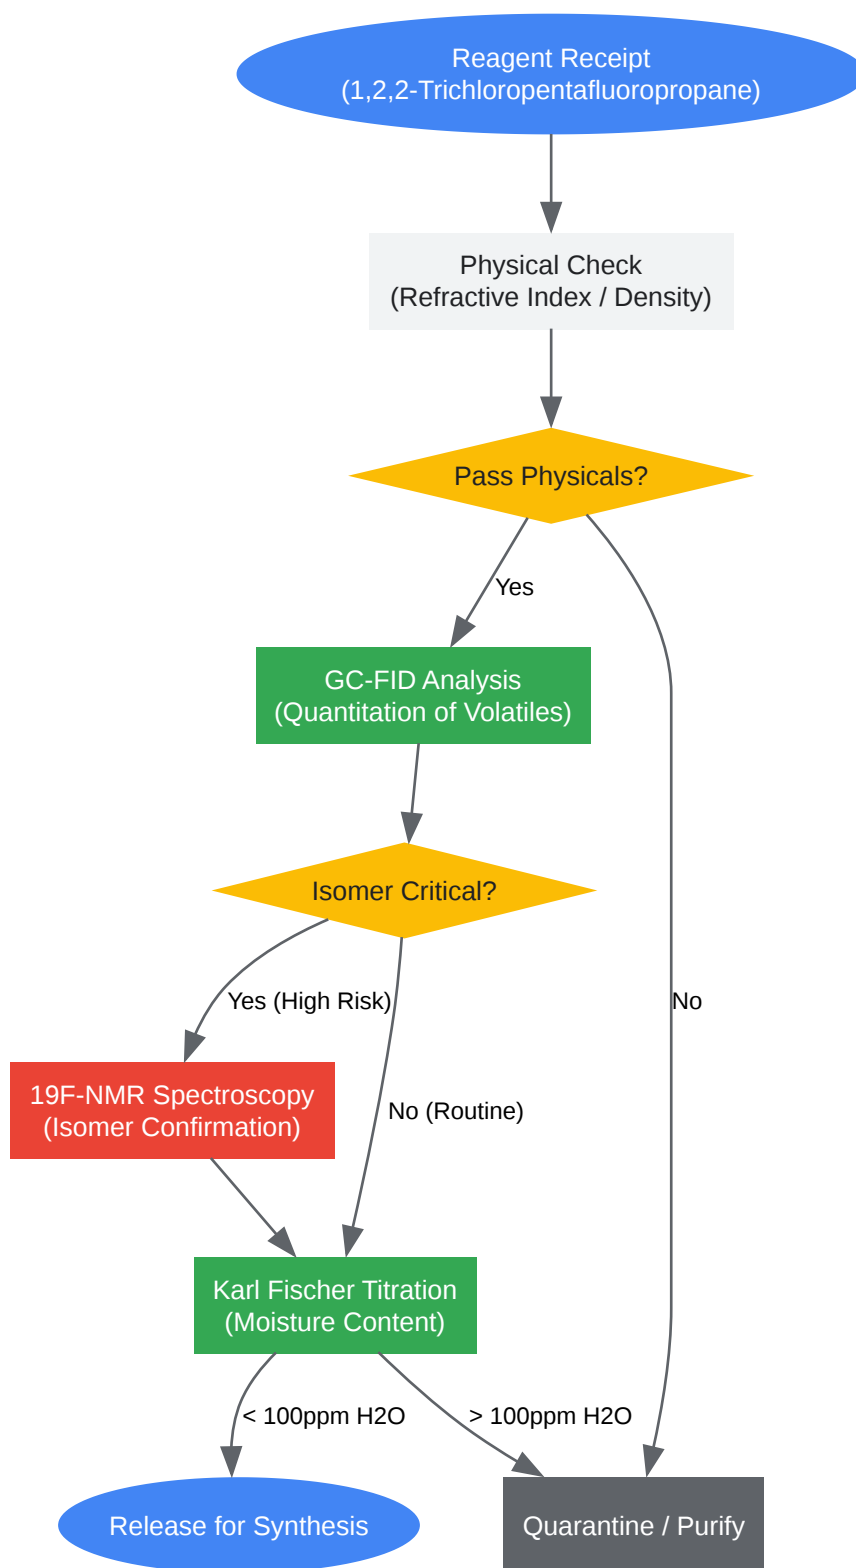 Reagent Receipt
(1,2,2-Trichloropentafluoropropane)
Physical Check
(Refractive Index / Density)
Pass Physicals?
Yes
GC-FID Analysis
(Quantitation of Volatiles)
Isomer Critical?
Yes (High Risk)
No
19F-NMR Spectroscopy
(Isomer Confirmation)
No (Routine)
Karl Fischer Titration
(Moisture Content)
< 100ppm H2O
> 100ppm H2O
Release for Synthesis
Quarantine / Purify